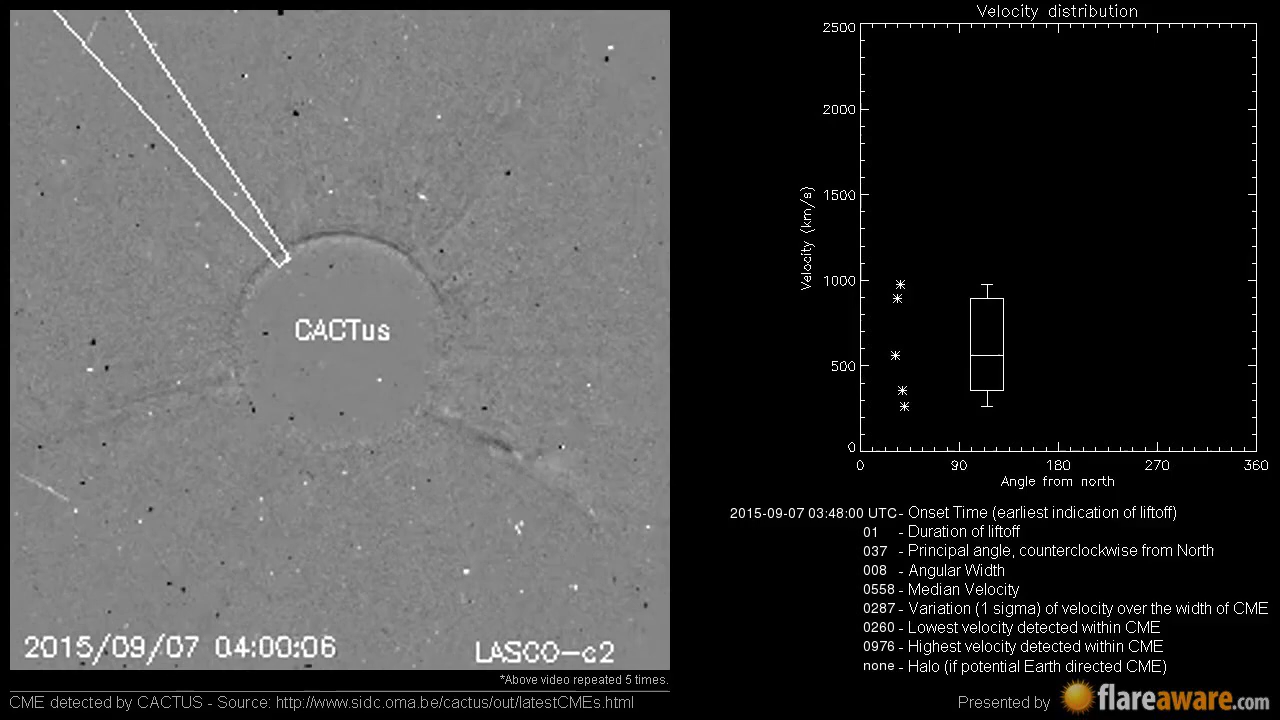 Velocity distribution
2500
2000
1500
1000
500
0
Velocity (km/s)
0 90 180 270 360
Angle from north
CACTus
2015/09/07 04:00:06 LASCO-c2
*Above video repeated 5 times.
CME detected by CACTUS - Source: http://www.sidc.oma.be/cactus/out/latestCMEs.html
2015-09-07 03:48:00 UTC - Onset Time (earliest indication of liftoff)
01 - Duration of liftoff
037 - Principal angle, counterclockwise from North
008 - Angular Width
0558 - Median Velocity
0287 - Variation (1 sigma) of velocity over the width of CME
0260 - Lowest velocity detected within CME
0976 - Highest velocity detected within CME
none - Halo (if potential Earth directed CME)
Presented by flareaware.com